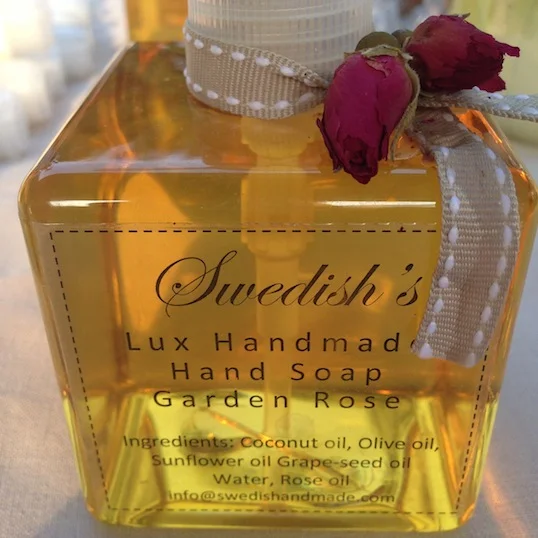 Swedish's
Lux Handmade
Hand Soap
Garden Rose
Ingredients: Coconut oil, Olive oil,
Sunflower oil Grape-seed oil
Water, Rose oil
info@swedishandmade.com